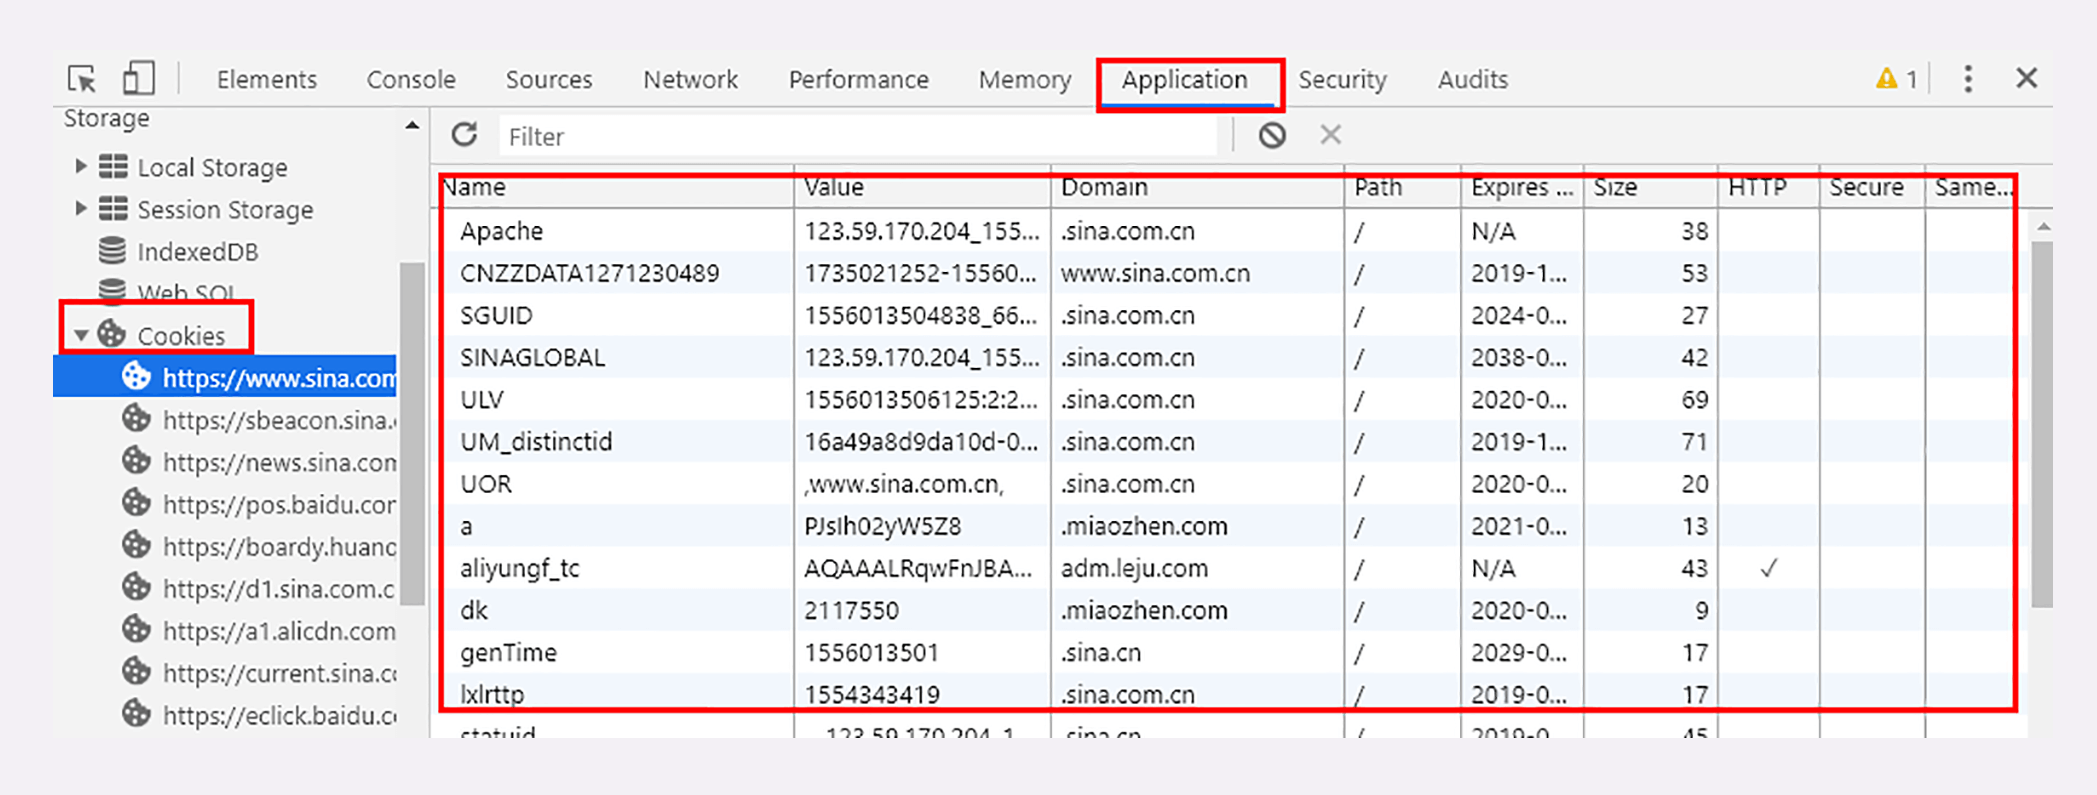 Elements Console Sources Network Performance Memory Application Security Audits 1
Storage
Local Storage
Session Storage
IndexedDB
Web SQL
Cookies
https://www.sina.com
https://sbeacon.sina.
https://news.sina.com
https://pos.baidu.com
https://boardy.huanq
https://d1.sina.com.c
https://a1.alicdn.com
https://current.sina.c
https://eclick.baidu.c
Filter
Name Value Domain Path Expires ... Size HTTP Secure Same...
Apache 123.59.170.204_155... .sina.com.cn / N/A 38
CNZZDATA1271230489 1735021252-15560... www.sina.com.cn / 2019-1... 53
SGUID 1556013504838_66... .sina.com.cn / 2024-0... 27
SINAGLOBAL 123.59.170.204_155... .sina.com.cn / 2038-0... 42
ULV 1556013506125:2:2... .sina.com.cn / 2020-0... 69
UM_distinctid 16a49a8d9da10d-0... .sina.com.cn / 2019-1... 71
UOR ,www.sina.com.cn, .sina.com.cn / 2020-0... 20
a PJsIh02yW5Z8 .miaozhen.com / 2021-0... 13
aliyungf_tc AQAAALRqwFnJBA... adm.leju.com / N/A 43 ✓
dk 2117550 .miaozhen.com / 2020-0... 9
genTime 1556013501 .sina.cn / 2029-0... 17
lxlrttp 1554343419 .sina.com.cn / 2019-0... 17
statuid 123.59.170.204_1... .sina.cn / 2019-0... 45